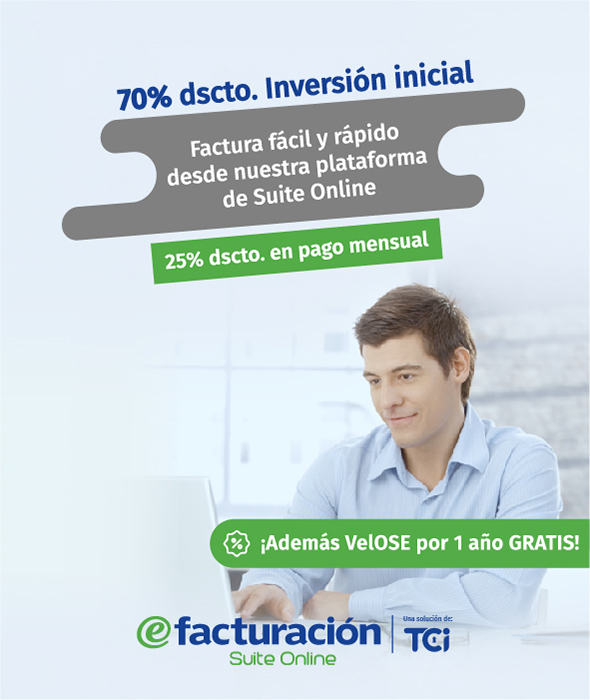 70% dscto. Inversión inicial
Factura fácil y rápido
desde nuestra plataforma
de Suite Online
25% dscto. en pago mensual
% ¡Además VelOSE por 1 año GRATIS!
efacturación
Suite Online
Una solución de:
TCi